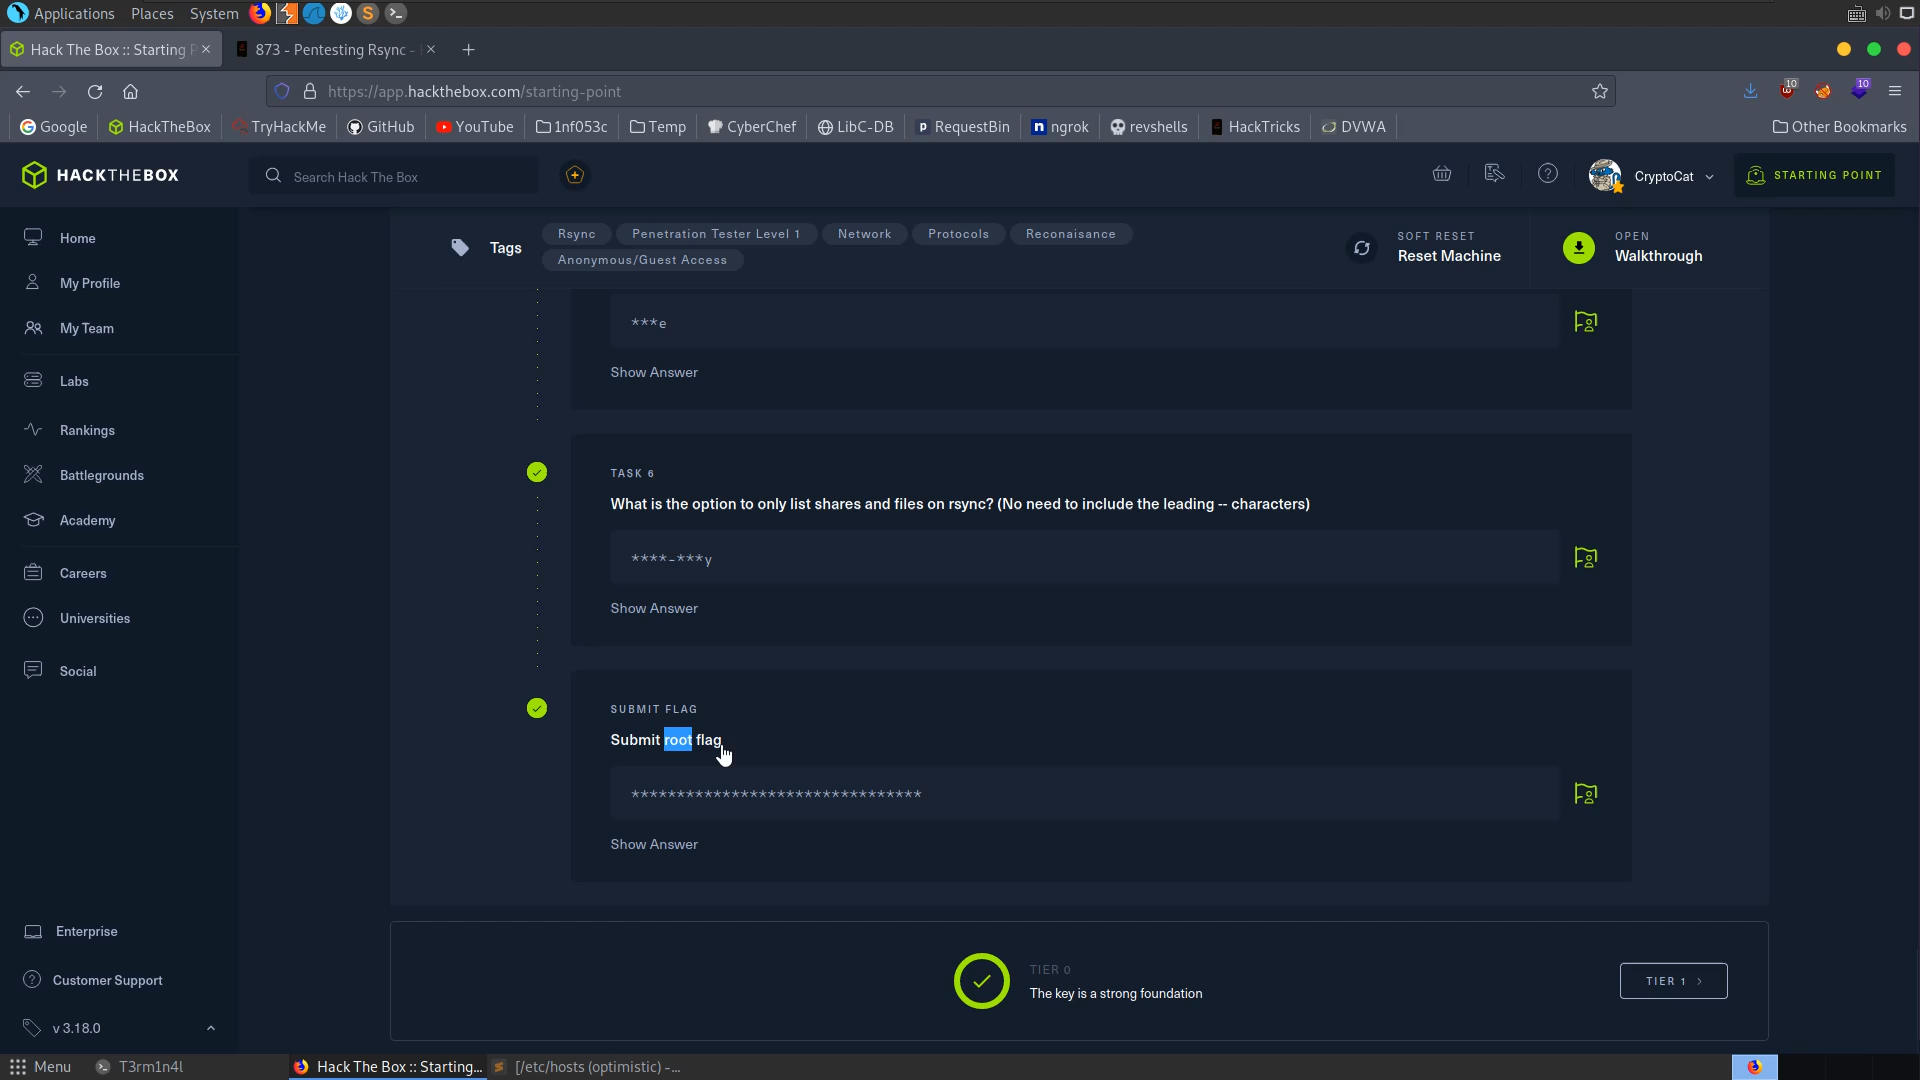 Applications Places System
Hack The Box :: Starting P
873 - Pentesting Rsync -
https://app.hackthebox.com/starting-point
10
10
Google
HackTheBox
TryHackMe
GitHub
YouTube
1nf053c
Temp
CyberChef
LibC-DB
RequestBin
ngrok
revshells
HackTricks
DVWA
Other Bookmarks
HACKTHEBOX
Search Hack The Box
CryptoCat
STARTING POINT
Home
My Profile
My Team
Labs
Rankings
Battlegrounds
Academy
Careers
Universities
Social
Enterprise
Customer Support
v 3.18.0
Tags
Rsync
Penetration Tester Level 1
Network
Protocols
Reconaisance
Anonymous/Guest Access
SOFT RESET
Reset Machine
OPEN
Walkthrough
***e
Show Answer
TASK 6
What is the option to only list shares and files on rsync? (No need to include the leading -- characters)
****-***y
Show Answer
SUBMIT FLAG
Submit root flag
********************************
Show Answer
TIER 0
The key is a strong foundation
TIER 1 >
Menu
T3rm1n4l
Hack The Box :: Starting...
[/etc/hosts (optimistic) -...